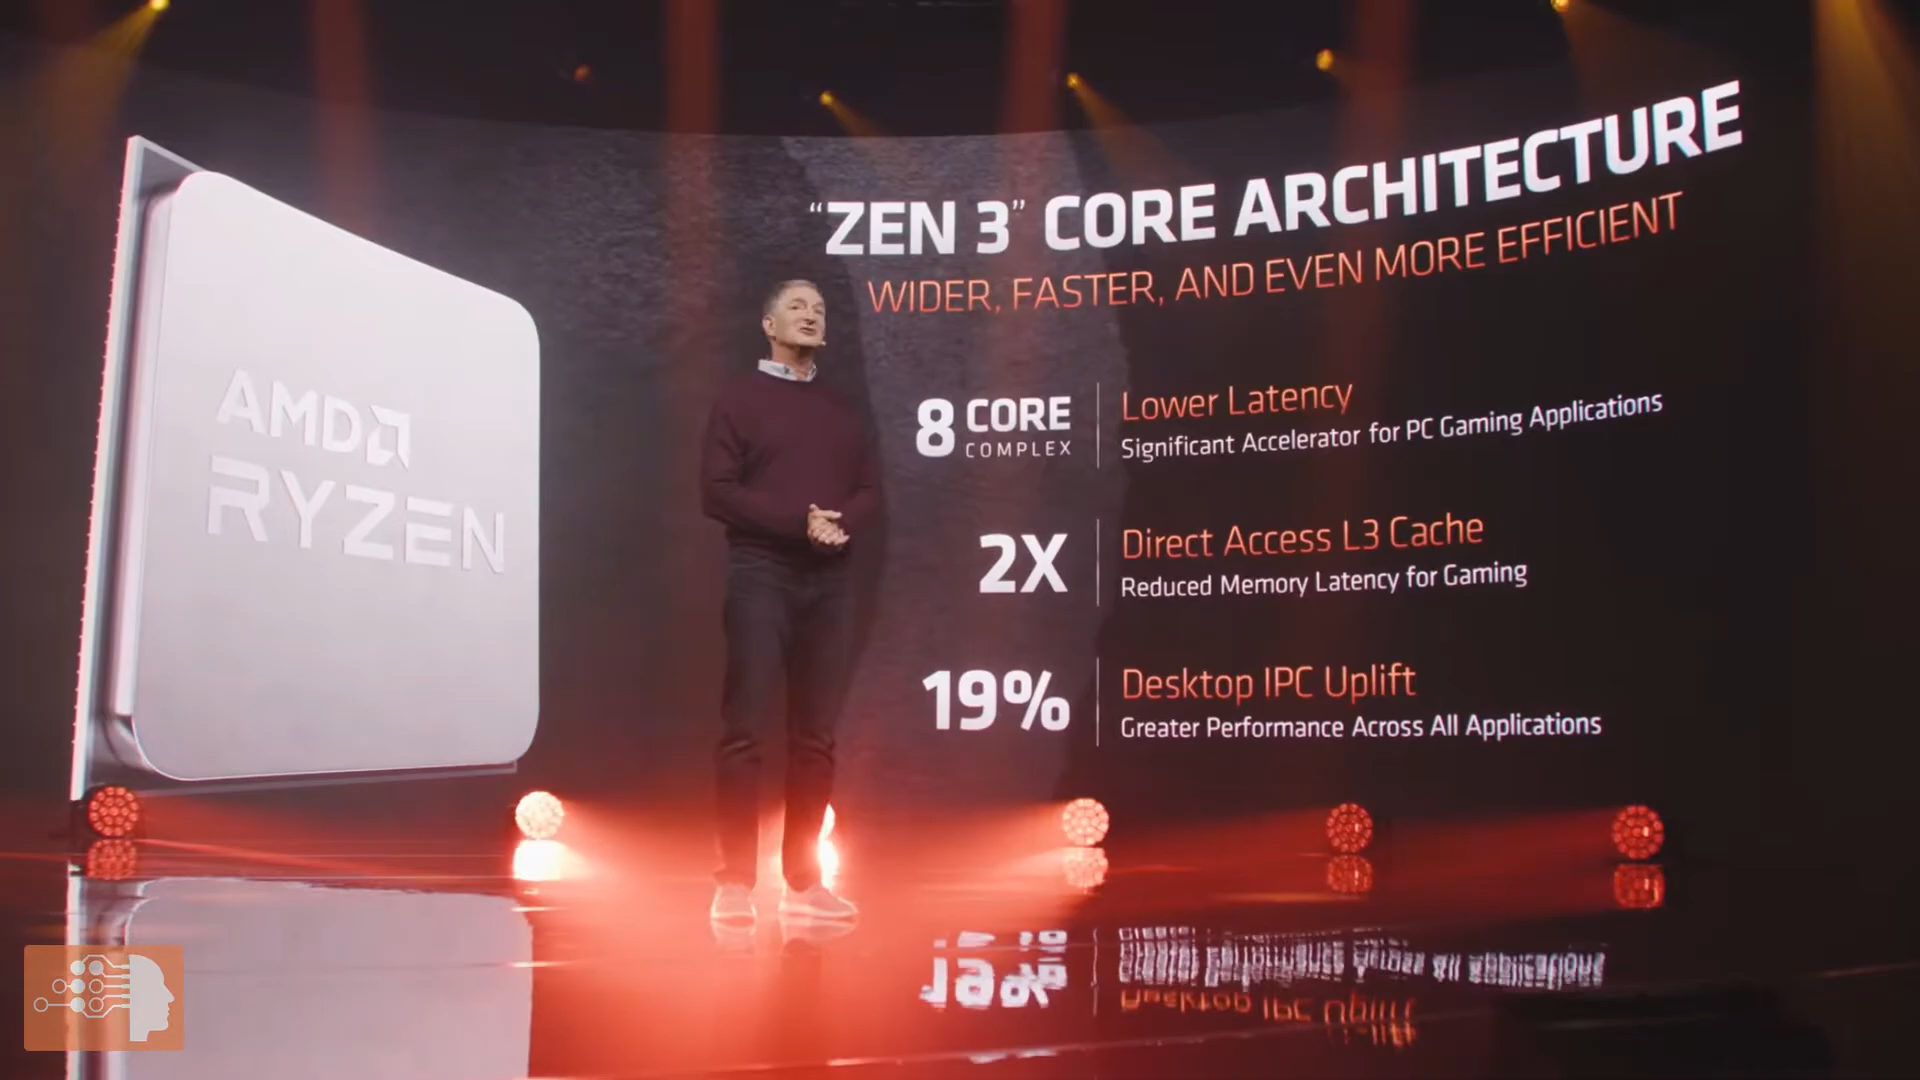 "ZEN 3" CORE ARCHITECTURE
WIDER, FASTER, AND EVEN MORE EFFICIENT
AMD
RYZEN
8 CORE
COMPLEX
Lower Latency
Significant Accelerator for PC Gaming Applications
2X
Direct Access L3 Cache
Reduced Memory Latency for Gaming
19%
Desktop IPC Uplift
Greater Performance Across All Applications